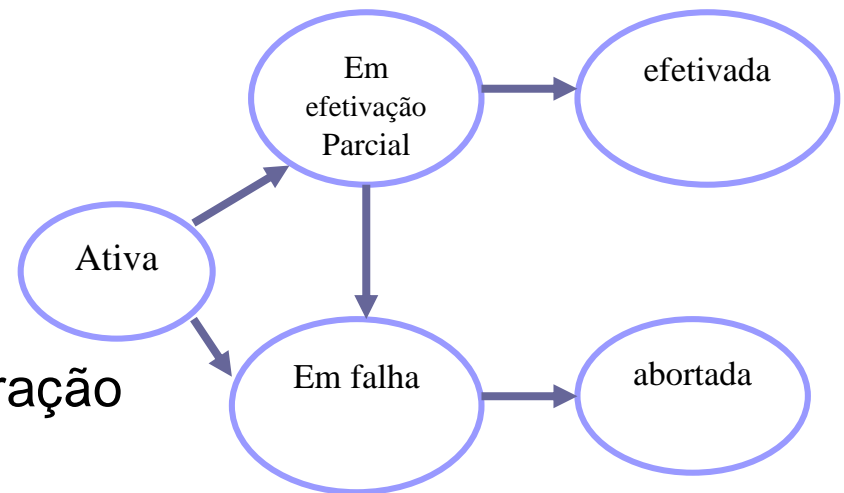 Em
efetivação
Parcial
efetivada
Ativa
Em falha
abortada
ração